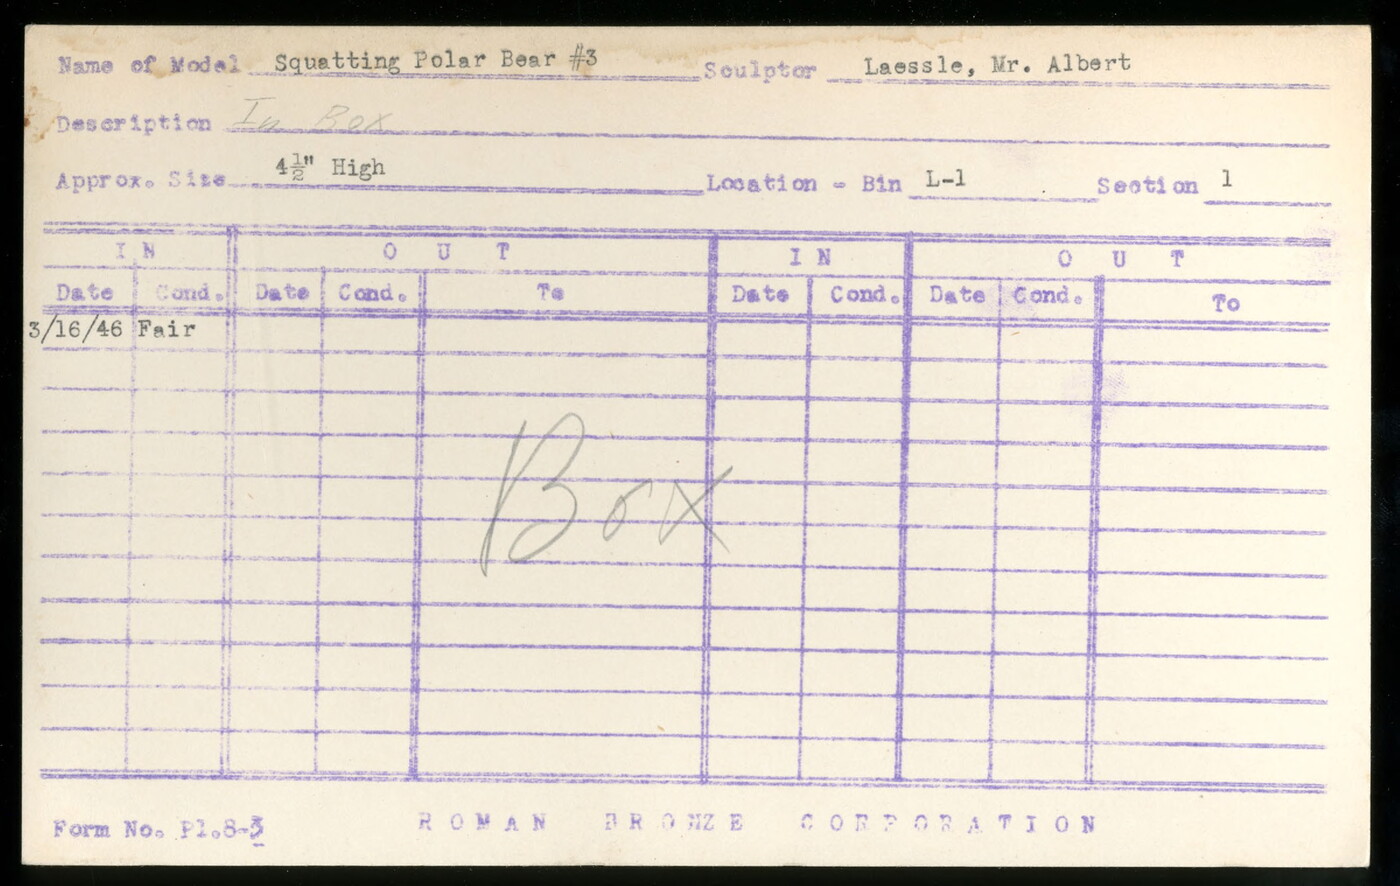 Name of Model Squatting Polar Bear #3 Sculptor Laessle, Mr. Albert
Description In Box
Approx. Size 4½" High Location - Bin L-1 Section 1
IN OUT IN OUT
Date Cond. Date Cond. To Date Cond. Date Cond. To
3/16/46 Fair
Box
Form No. Pl.8-3 ROMAN BRONZE CORPORATION